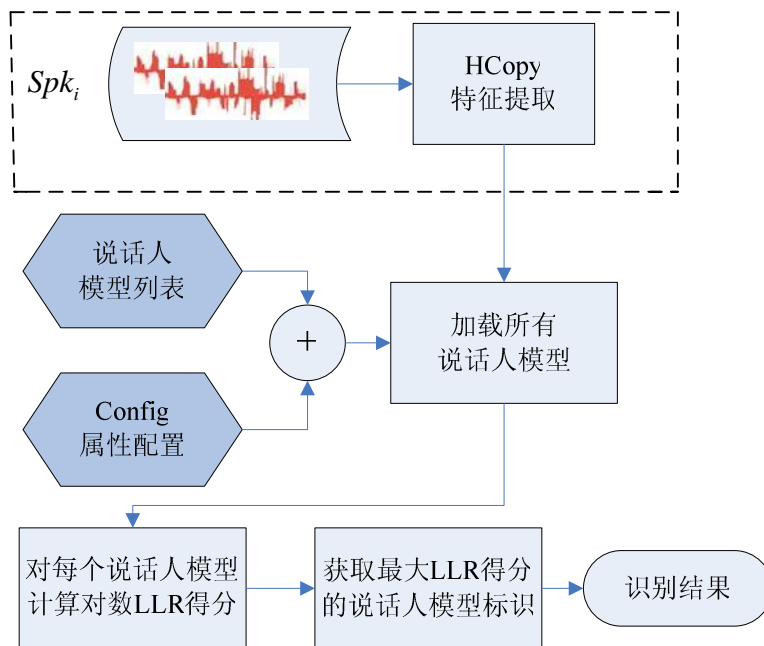 Spk_i
HCopy
特征提取
说话人
模型列表
+
加载所有
说话人模型
Config
属性配置
对每个说话人模型
计算对数LLR得分
获取最大LLR得分
的说话人模型标识
识别结果